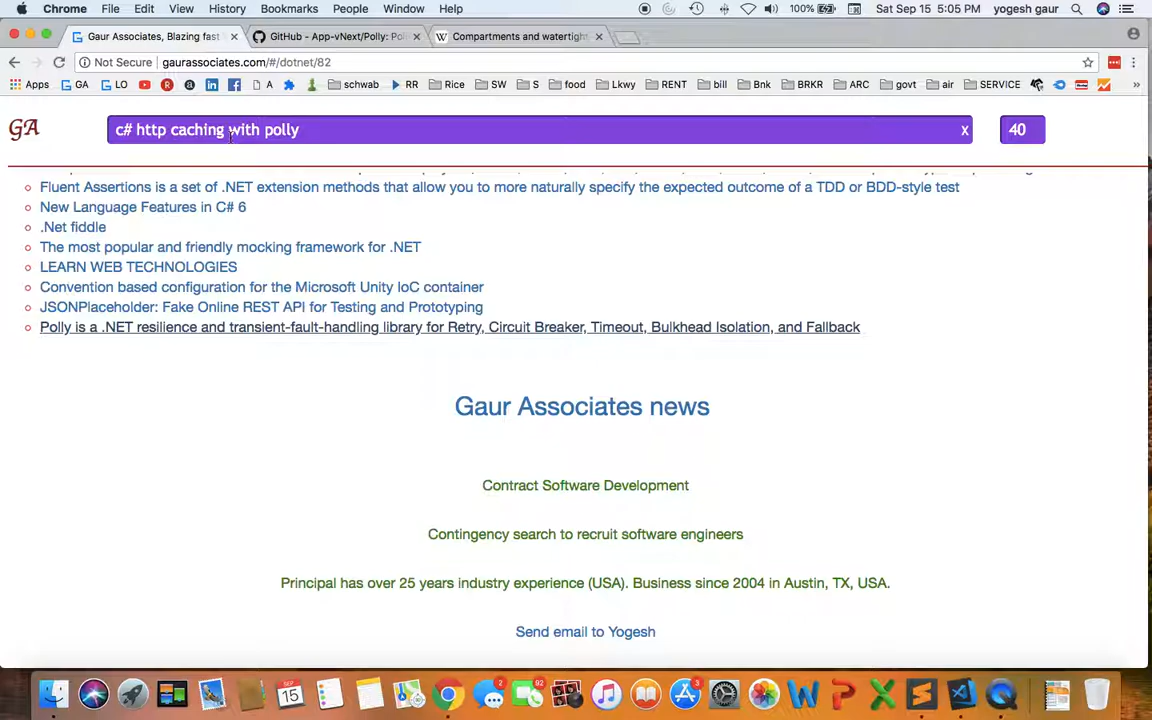 Chrome File Edit View History Bookmarks People Window Help 100% Sat Sep 15 5:05 PM yogesh gaur
Gaur Associates, Blazing fast GitHub - App-vNext/Polly: Poll Compartments and watertight
Not Secure gaurassociates.com/#/dotnet/82
Apps GA LO RR A schwab RR Rice SW S food Lkwy RENT bill Bnk BRKR ARC govt air SERVICE
GA c# http caching with polly x 40
Fluent Assertions is a set of .NET extension methods that allow you to more naturally specify the expected outcome of a TDD or BDD-style test
New Language Features in C# 6
.Net fiddle
The most popular and friendly mocking framework for .NET
LEARN WEB TECHNOLOGIES
Convention based configuration for the Microsoft Unity IoC container
JSONPlaceholder: Fake Online REST API for Testing and Prototyping
Polly is a .NET resilience and transient-fault-handling library for Retry, Circuit Breaker, Timeout, Bulkhead Isolation, and Fallback
Gaur Associates news
Contract Software Development
Contingency search to recruit software engineers
Principal has over 25 years industry experience (USA). Business since 2004 in Austin, TX, USA.
Send email to Yogesh
SEP 15 2 92 3